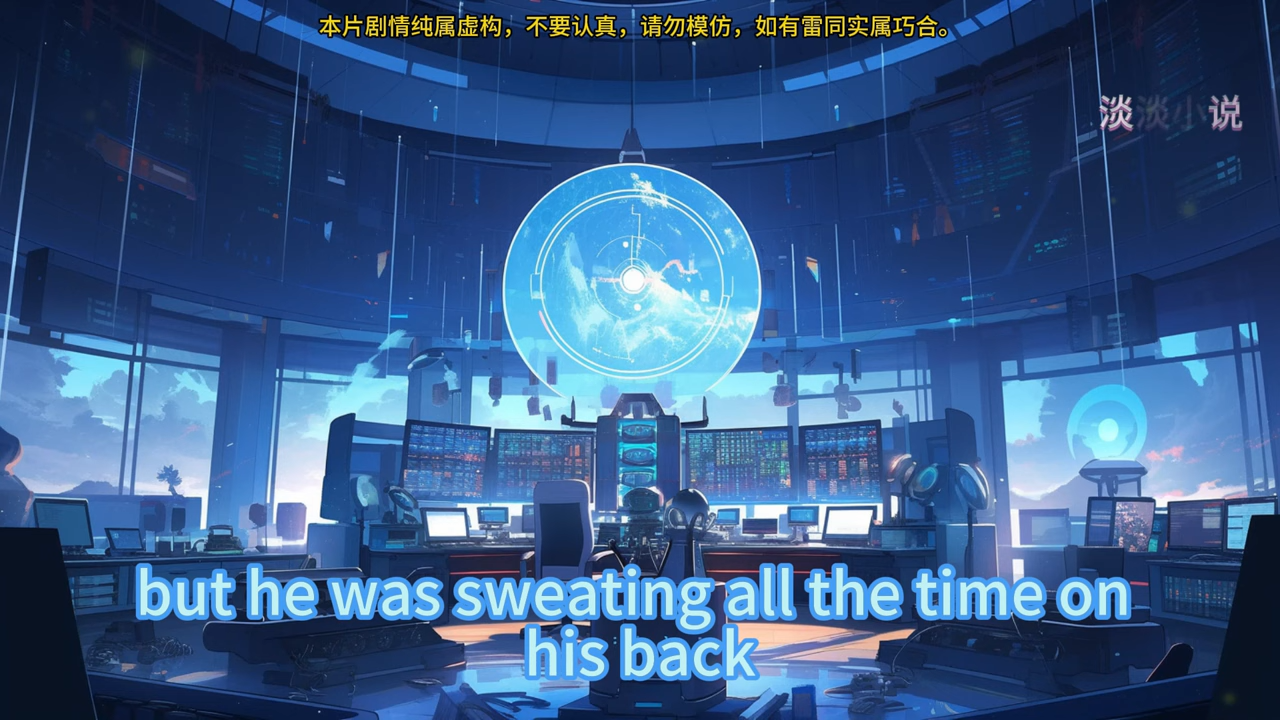 本片剧情纯属虚构，不要认真，请勿模仿，如有雷同实属巧合。
淡淡小说
but he was sweating all the time on
his back